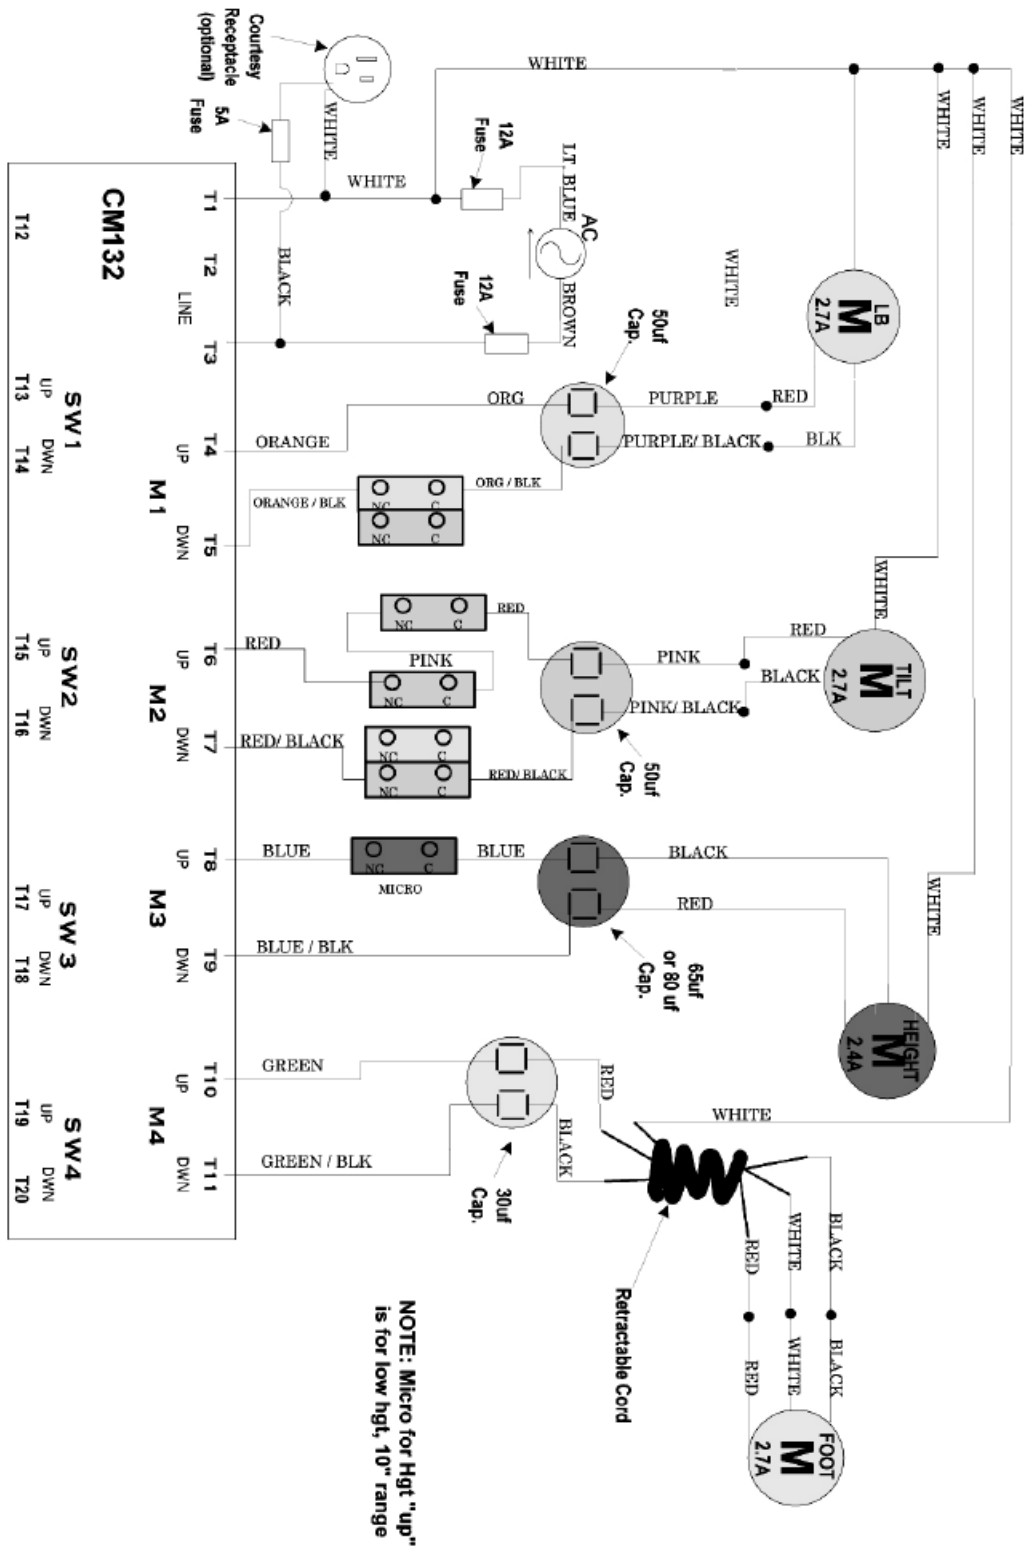 Courtesy
Receptacle
(optional)
5A
Fuse
WHITE
WHITE
12A
Fuse
LT. BLUE
AC
BROWN
12A
Fuse
BLACK
WHITE
WHITE
WHITE
WHITE
WHITE
CM132
T12
T1
T2
LINE
T3
LB
M
2.7A
50uf
Cap.
ORG
PURPLE
RED
ORANGE
PURPLE/ BLACK
BLK
ORG / BLK
ORANGE / BLK
NC
C
NC
C
SW1
UP
T13
DWN
T14
T4
UP
M1
T5
DWN
WHITE
TILT
M
2.7A
RED
NC
C
RED
PINK
RED
NC
C
PINK
BLACK
PINK/ BLACK
RED/ BLACK
NC
C
NC
C
RED/ BLACK
50uf
Cap.
SW2
UP
T15
DWN
T16
T6
UP
M2
T7
DWN
BLUE
NC
C
MICRO
BLUE
BLACK
RED
WHITE
BLUE / BLK
65uf
or 80 uf
Cap.
HEIGHT
M
2.4A
SW3
UP
T17
DWN
T18
T8
UP
M3
T9
DWN
GREEN
RED
WHITE
GREEN / BLK
BLACK
30uf
Cap.
SW4
UP
T19
DWN
T20
T10
UP
M4
T11
DWN
Retractable Cord
RED
WHITE
BLACK
RED
WHITE
BLACK
FOOT
M
2.7A
NOTE: Micro for Hgt "up"
is for low hgt, 10" range